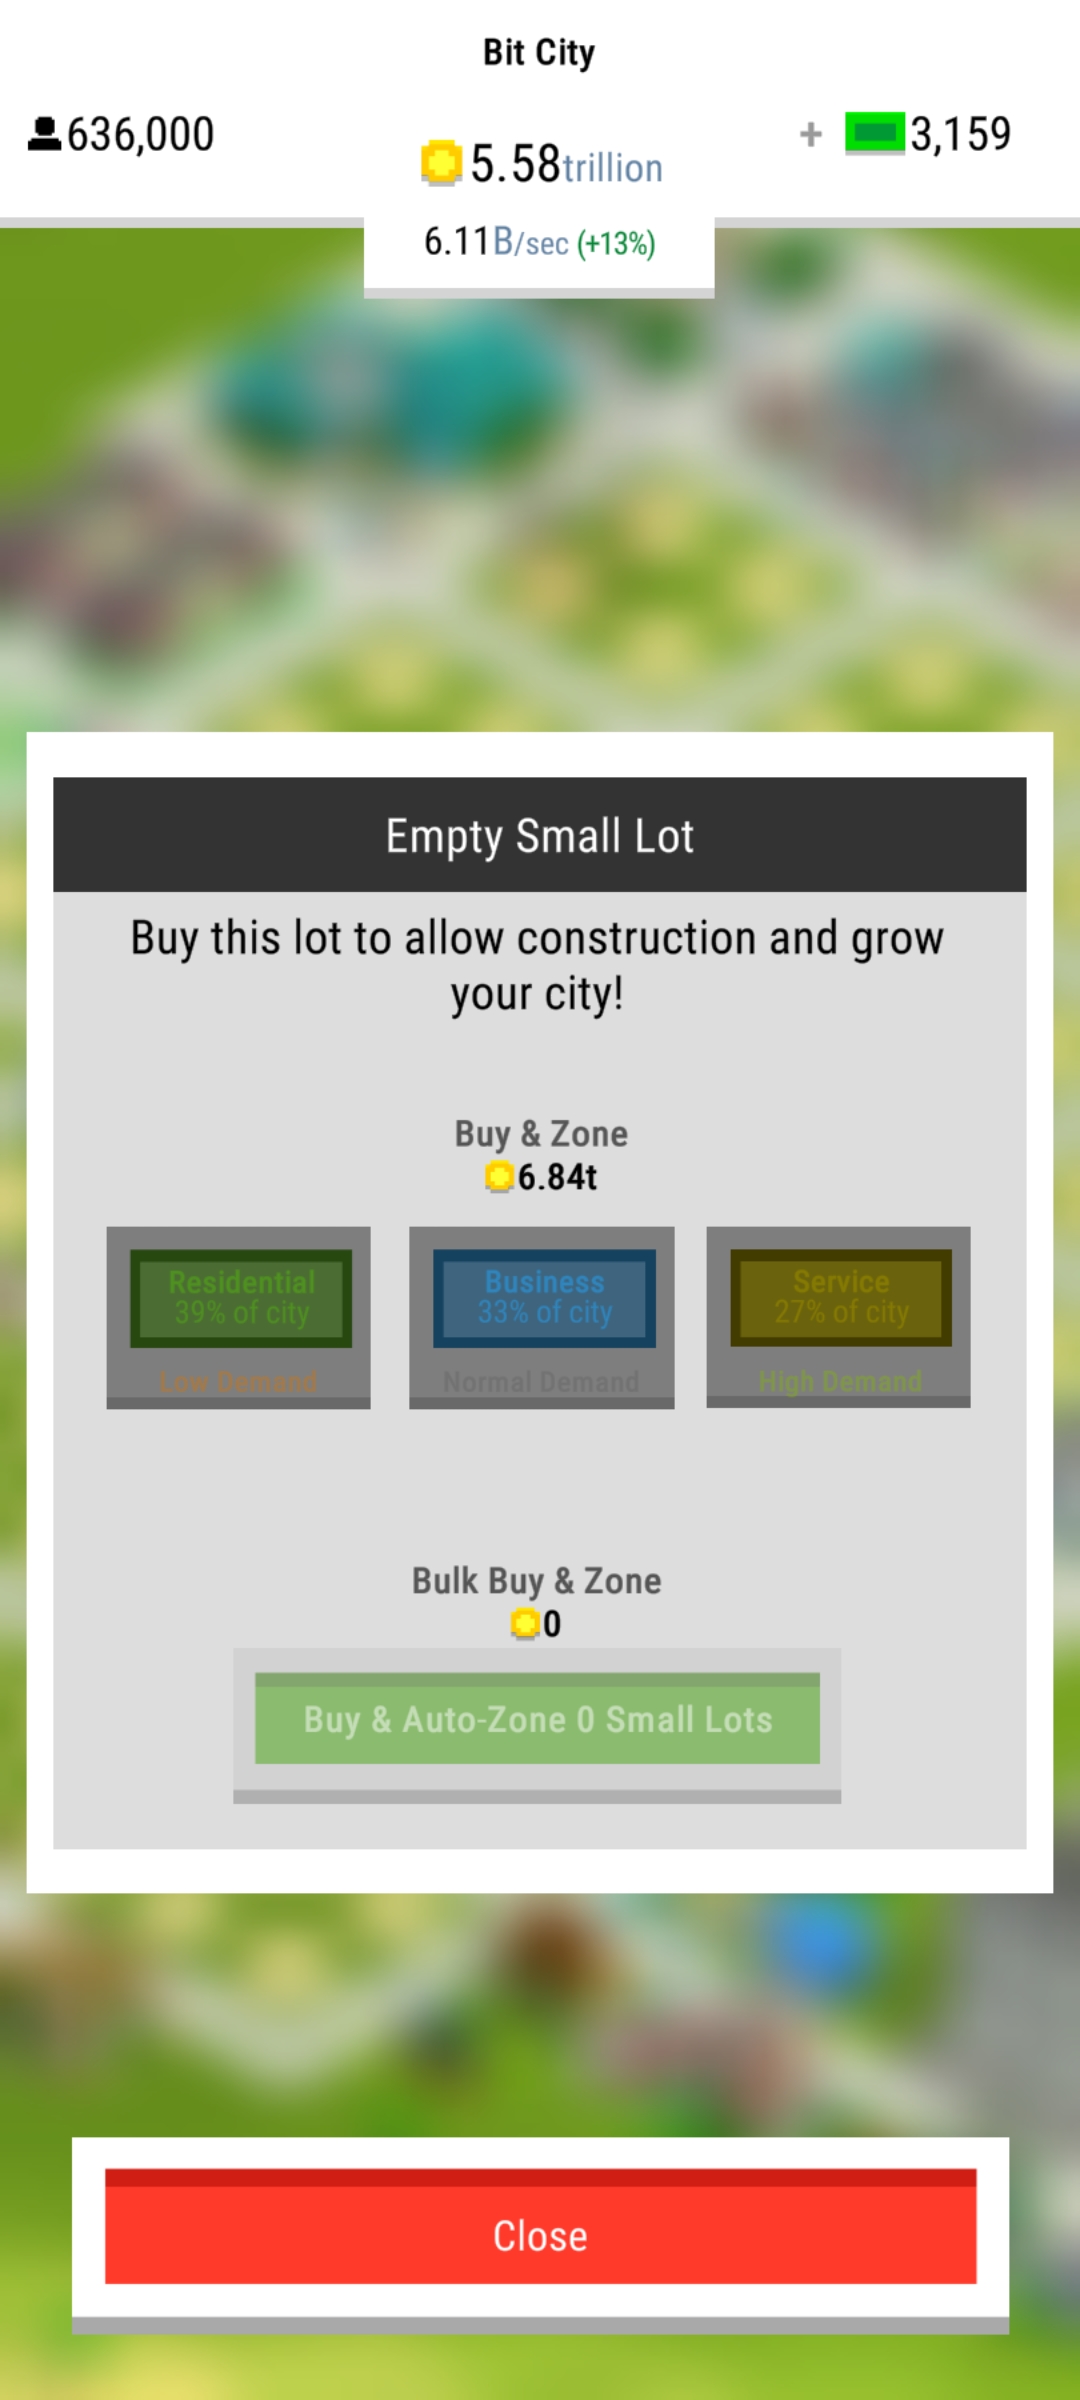 Bit City
636,000
5.58trillion
+ 3,159
6.11B/sec (+13%)
Empty Small Lot
Buy this lot to allow construction and grow
your city!
Buy & Zone
6.84t
Residential
39% of city
Low Demand
Business
33% of city
Normal Demand
Service
27% of city
High Demand
Bulk Buy & Zone
0
Buy & Auto-Zone 0 Small Lots
Close